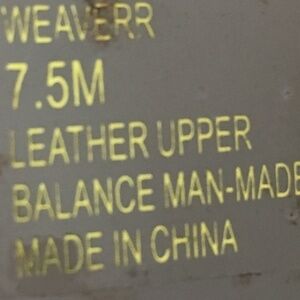 WEAVERR
7.5M
LEATHER UPPER
BALANCE MAN-MADE
MADE IN CHINA